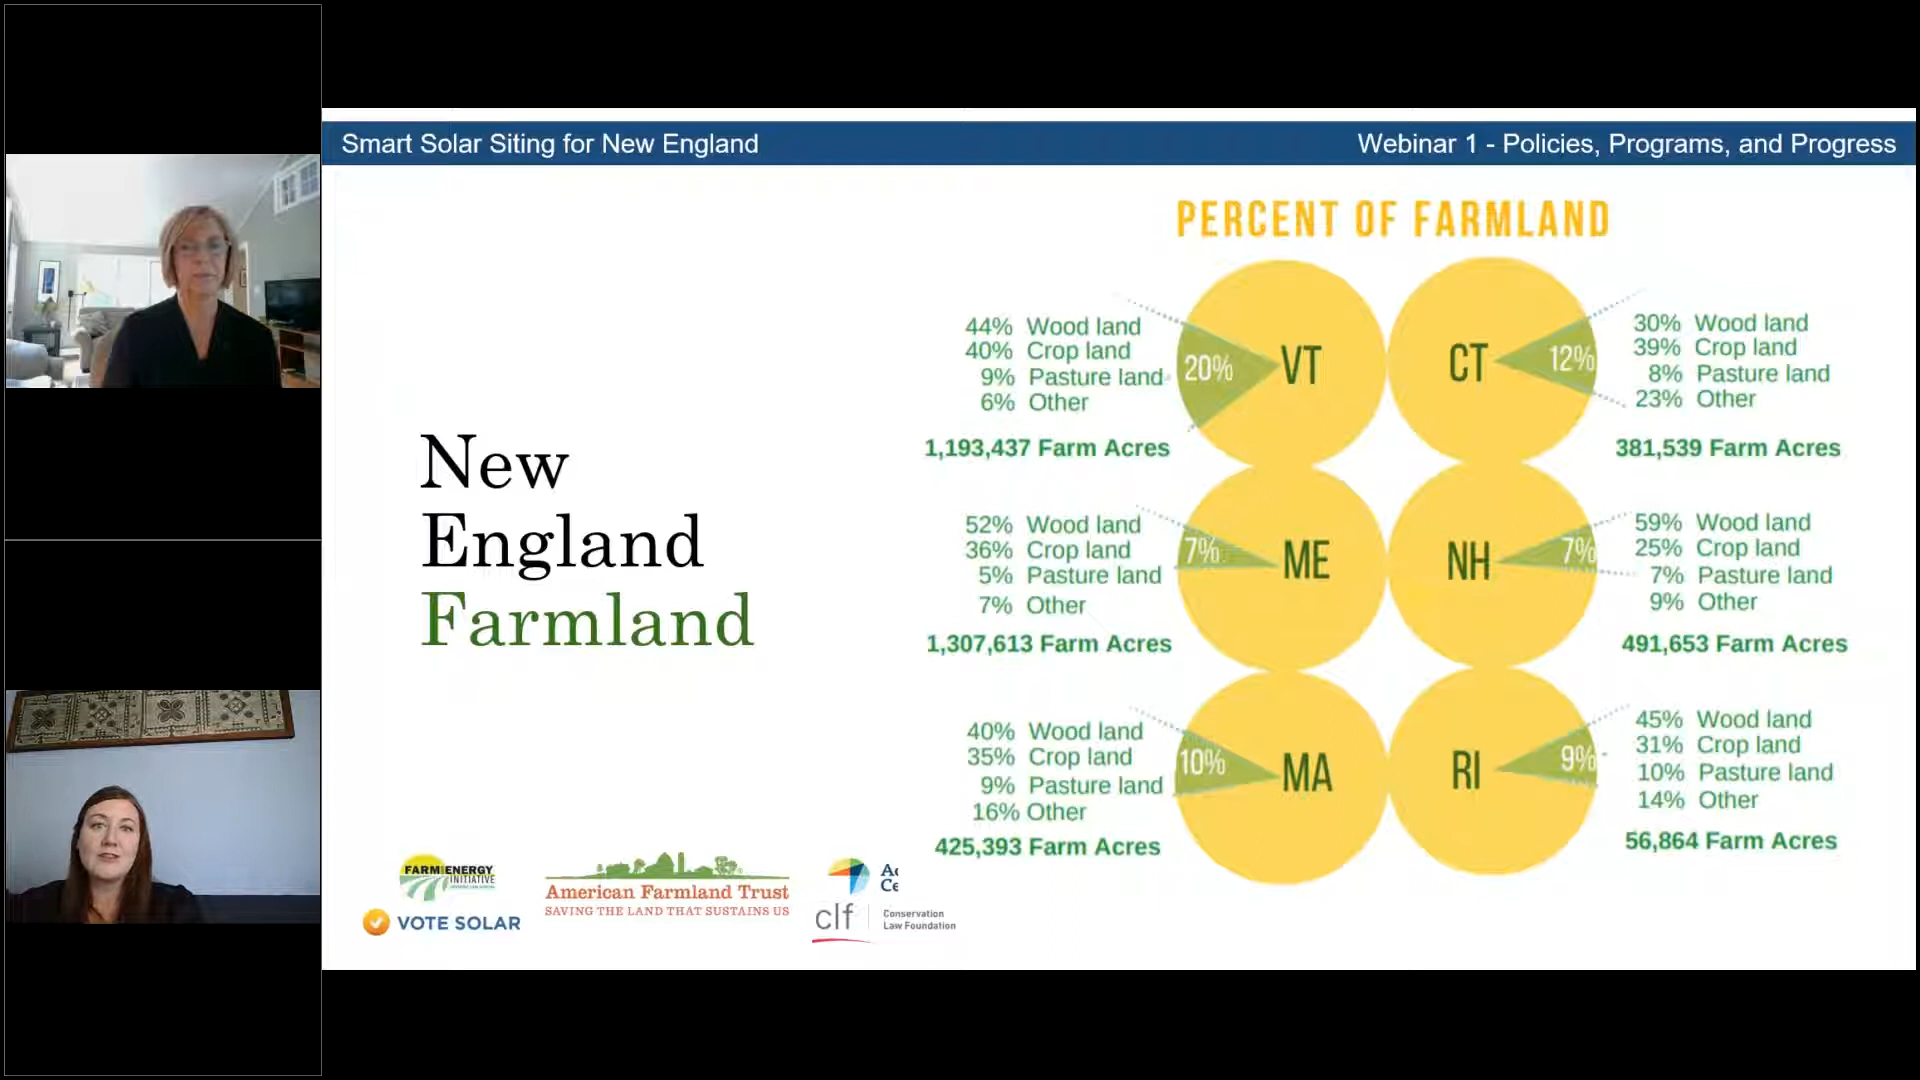 Smart Solar Siting for New England
Webinar 1 - Policies, Programs, and Progress
New
England
Farmland
PERCENT OF FARMLAND
44% Wood land
40% Crop land
9% Pasture land
6% Other
1,193,437 Farm Acres
20%
VT
CT
12%
30% Wood land
39% Crop land
8% Pasture land
23% Other
381,539 Farm Acres
52% Wood land
36% Crop land
5% Pasture land
7% Other
1,307,613 Farm Acres
7%
ME
NH
7%
59% Wood land
25% Crop land
7% Pasture land
9% Other
491,653 Farm Acres
40% Wood land
35% Crop land
9% Pasture land
16% Other
425,393 Farm Acres
10%
MA
RI
9%
45% Wood land
31% Crop land
10% Pasture land
14% Other
56,864 Farm Acres
FARM ENERGY
INITIATIVE
VOTE SOLAR
American Farmland Trust
SAVING THE LAND THAT SUSTAINS US
clf
Conservation
Law Foundation